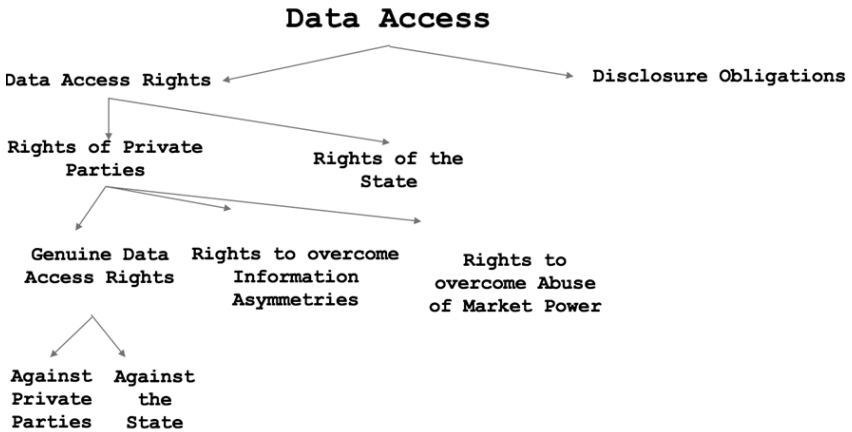 Data Access
Data Access Rights
Disclosure Obligations
Rights of Private
Parties
Rights of the
State
Genuine Data
Access Rights
Rights to overcome
Information
Asymmetries
Rights to
overcome Abuse
of Market Power
Against
Private
Parties
Against
the
State